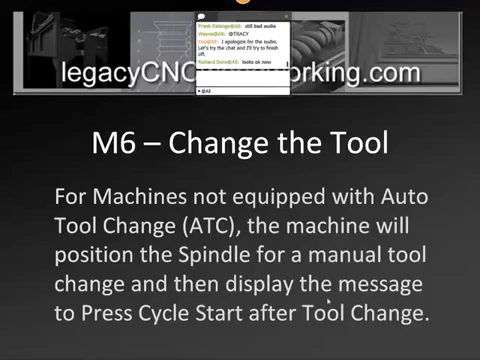 Frank Falange@All: still bad audio
Wayne@All: @TRACY
You@All: I apologize for the audio.
Let's try the chat and I'll try to finish
off.
Richard Dore@All: looks ok now
@All
legacyCNC orking.com
M6 – Change the Tool
For Machines not equipped with Auto
Tool Change (ATC), the machine will
position the Spindle for a manual tool
change and then display the message
to Press Cycle Start after Tool Change.